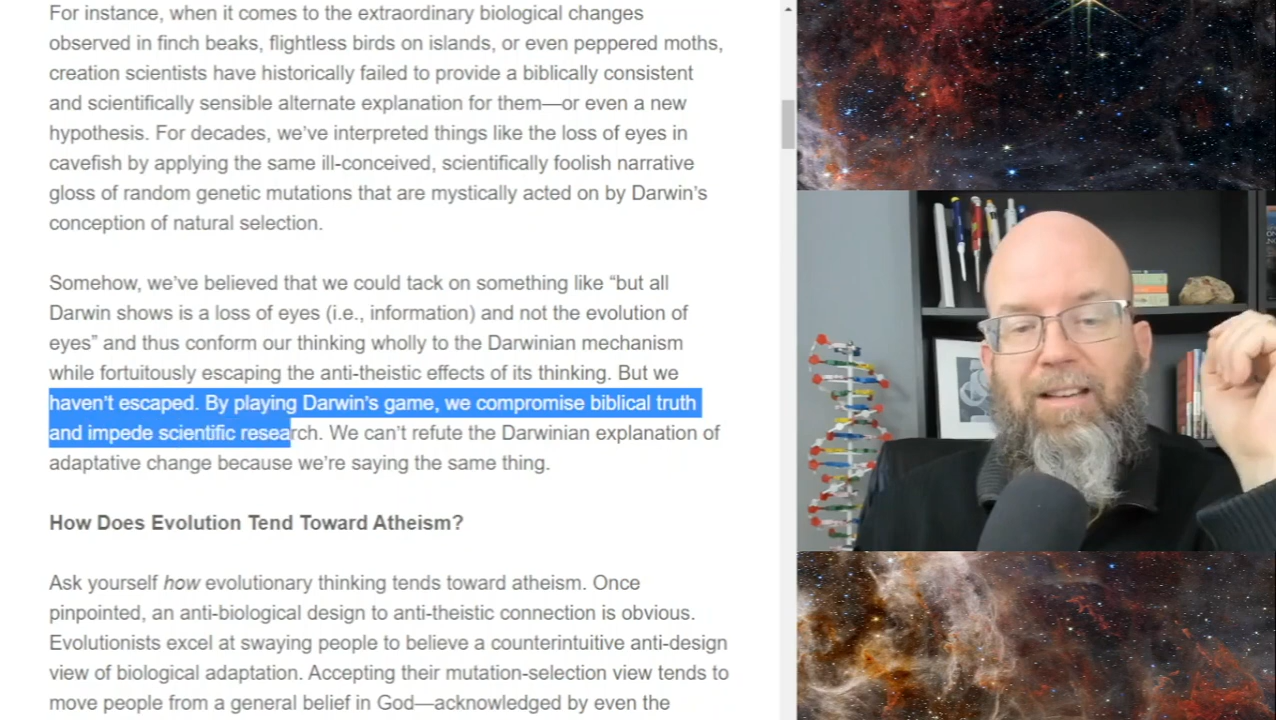 For instance, when it comes to the extraordinary biological changes
observed in finch beaks, flightless birds on islands, or even peppered moths,
creation scientists have historically failed to provide a biblically consistent
and scientifically sensible alternate explanation for them—or even a new
hypothesis. For decades, we’ve interpreted things like the loss of eyes in
cavefish by applying the same ill-conceived, scientifically foolish narrative
gloss of random genetic mutations that are mystically acted on by Darwin’s
conception of natural selection.
Somehow, we’ve believed that we could tack on something like “but all
Darwin shows is a loss of eyes (i.e., information) and not the evolution of
eyes” and thus conform our thinking wholly to the Darwinian mechanism
while fortuitously escaping the anti-theistic effects of its thinking. But we
haven’t escaped. By playing Darwin’s game, we compromise biblical truth
and impede scientific research. We can’t refute the Darwinian explanation of
adaptative change because we’re saying the same thing.
How Does Evolution Tend Toward Atheism?
Ask yourself how evolutionary thinking tends toward atheism. Once
pinpointed, an anti-biological design to anti-theistic connection is obvious.
Evolutionists excel at swaying people to believe a counterintuitive anti-design
view of biological adaptation. Accepting their mutation-selection view tends to
move people from a general belief in God—acknowledged by even the